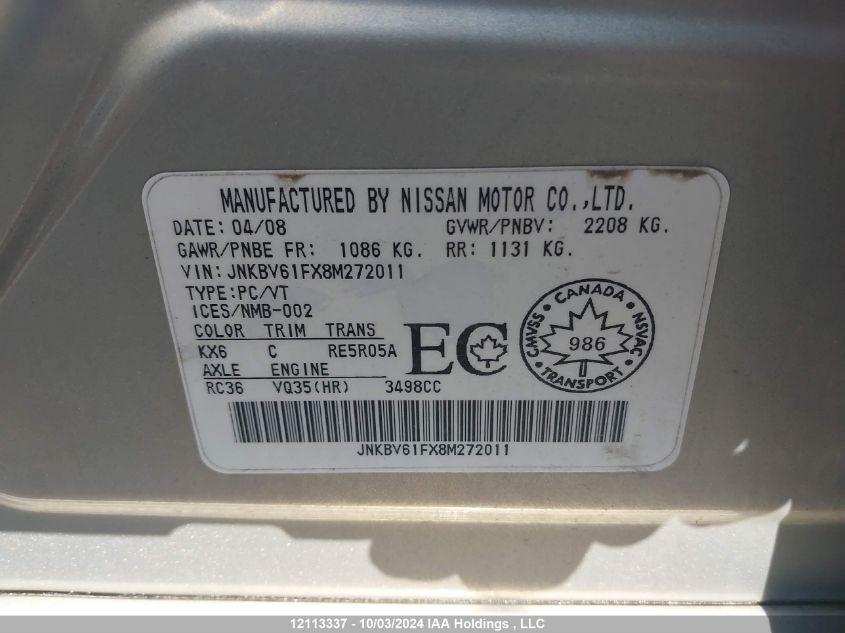 MANUFACTURED BY NISSAN MOTOR CO.,LTD.
DATE: 04/08 GVWR/PNBV: 2208 KG.
GAWR/PNBE FR: 1086 KG. RR: 1131 KG.
VIN: JNKBV61FX8M272011
TYPE:PC/VT
ICES/NMB-002
COLOR TRIM TRANS
KX6 C RE5R05A
AXLE ENGINE
RC36 VQ35(HR) 3498CC
EC
CANADA
CMVSS
986
NSVAC
TRANSPORT
JNKBV61FX8M272011
12113337 - 10/03/2024 IAA Holdings , LLC